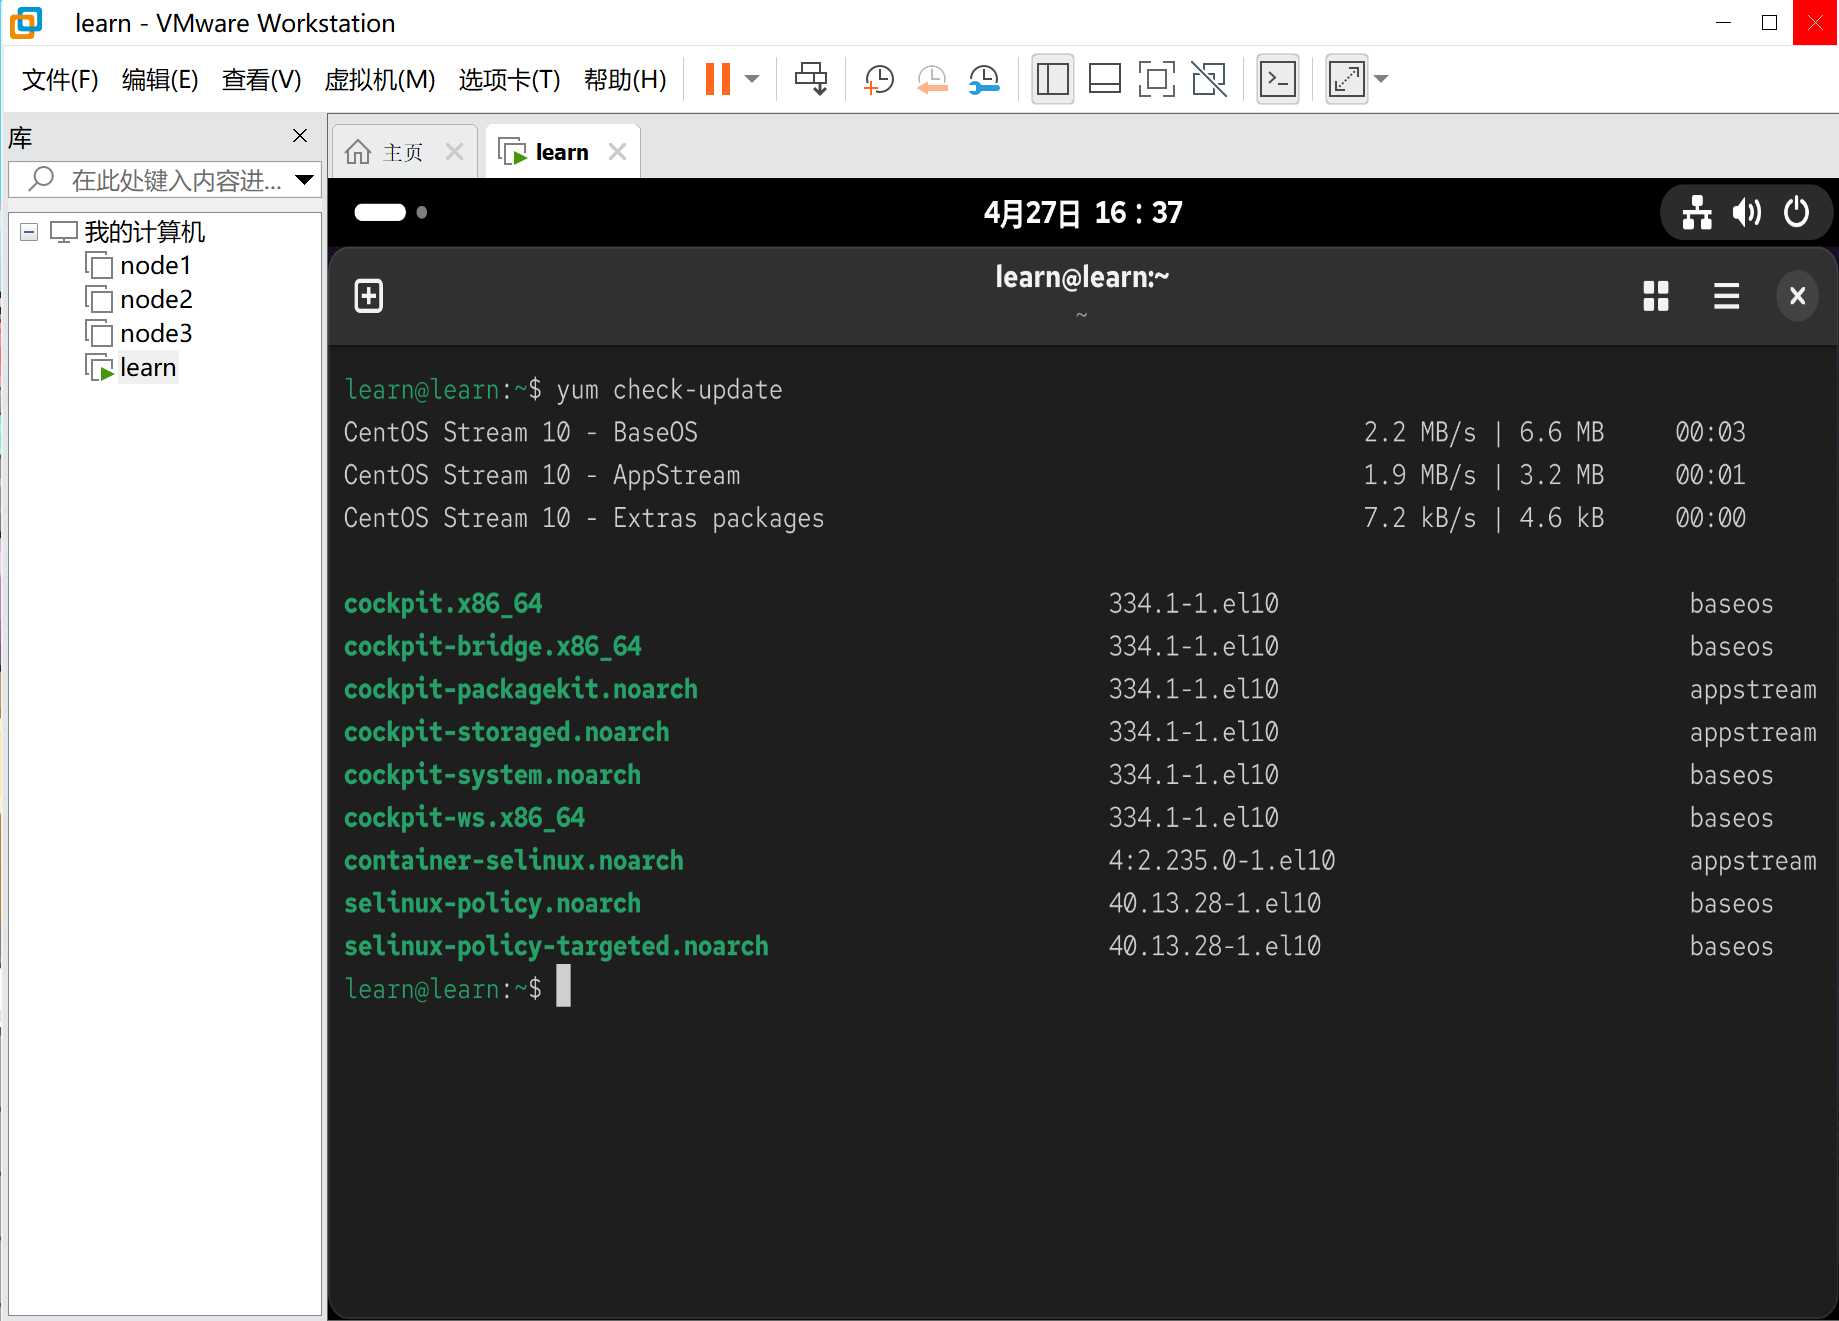 learn - VMware Workstation
文件(F) 编辑(E) 查看(V) 虚拟机(M) 选项卡(T) 帮助(H)
库
在此处键入内容进...
我的计算机
node1
node2
node3
learn
主页
learn
4月27日 16：37
learn@learn:~
~
learn@learn:~$ yum check-update
CentOS Stream 10 - BaseOS 2.2 MB/s | 6.6 MB 00:03
CentOS Stream 10 - AppStream 1.9 MB/s | 3.2 MB 00:01
CentOS Stream 10 - Extras packages 7.2 kB/s | 4.6 kB 00:00
cockpit.x86_64 334.1-1.el10 baseos
cockpit-bridge.x86_64 334.1-1.el10 baseos
cockpit-packagekit.noarch 334.1-1.el10 appstream
cockpit-storaged.noarch 334.1-1.el10 appstream
cockpit-system.noarch 334.1-1.el10 baseos
cockpit-ws.x86_64 334.1-1.el10 baseos
container-selinux.noarch 4:2.235.0-1.el10 appstream
selinux-policy.noarch 40.13.28-1.el10 baseos
selinux-policy-targeted.noarch 40.13.28-1.el10 baseos
learn@learn:~$